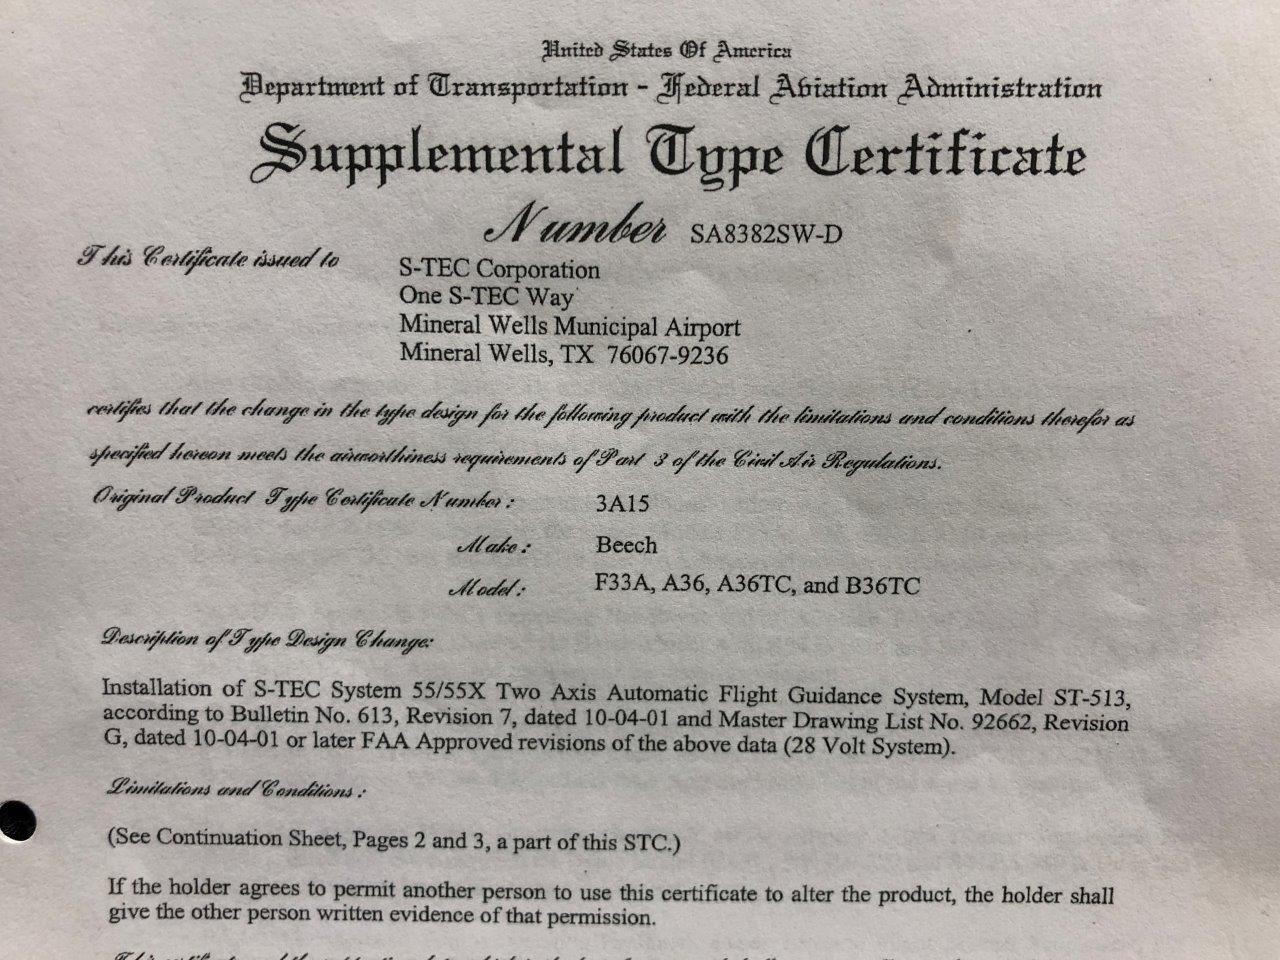 United States Of America
Department of Transportation - Federal Aviation Administration
Supplemental Type Certificate
Number SA8382SW-D
This Certificate issued to
S-TEC Corporation
One S-TEC Way
Mineral Wells Municipal Airport
Mineral Wells, TX 76067-9236
certifies that the change in the type design for the following product with the limitations and conditions therefor as
specified hereon meets the airworthiness requirements of Part 3 of the Civil Air Regulations.
Original Product Type Certificate Number: 3A15
Make: Beech
Model: F33A, A36, A36TC, and B36TC
Description of Type Design Change:
Installation of S-TEC System 55/55X Two Axis Automatic Flight Guidance System, Model ST-513,
according to Bulletin No. 613, Revision 7, dated 10-04-01 and Master Drawing List No. 92662, Revision
G, dated 10-04-01 or later FAA Approved revisions of the above data (28 Volt System).
Limitations and Conditions:
(See Continuation Sheet, Pages 2 and 3, a part of this STC.)
If the holder agrees to permit another person to use this certificate to alter the product, the holder shall
give the other person written evidence of that permission.